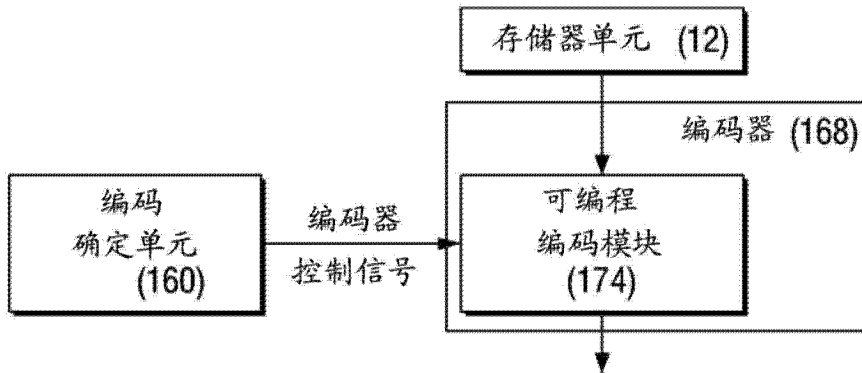 存储器单元 (12)
编码器 (168)
编码
确定单元
(160)
编码器
控制信号
可编程
编码模块
(174)